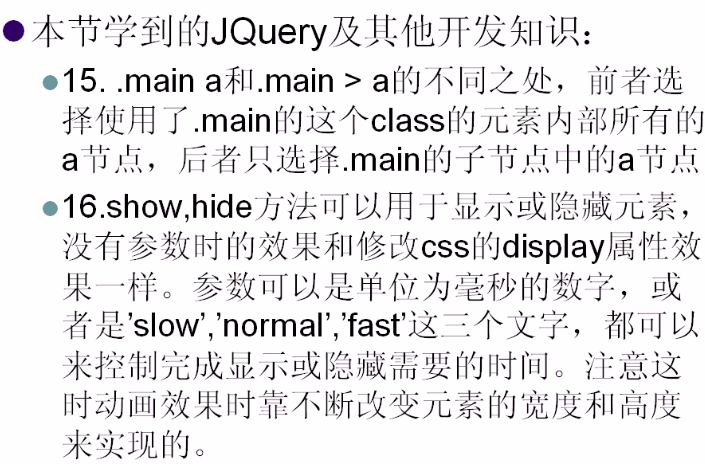 本节学到的JQuery及其他开发知识：
15. .main a和.main > a的不同之处，前者选
择使用了.main的这个class的元素内部所有的
a节点，后者只选择.main的子节点中的a节点
16.show,hide方法可以用于显示或隐藏元素，
没有参数时的效果和修改css的display属性效
果一样。参数可以是单位为毫秒的数字，或
者是’slow’,’normal’,’fast’这三个文字，都可以
来控制完成显示或隐藏需要的时间。注意这
时动画效果时靠不断改变元素的宽度和高度
来实现的。